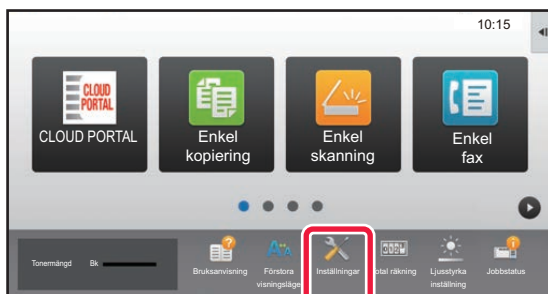 10:15
CLOUD
PORTAL
CLOUD PORTAL
Enkel
kopiering
Enkel
skanning
Enkel
fax
Tonermängd Bk
Bruksanvisning
Förstora
visningsläge
Inställningar
otal räkning
Ljusstyrka
inställning
Jobbstatus